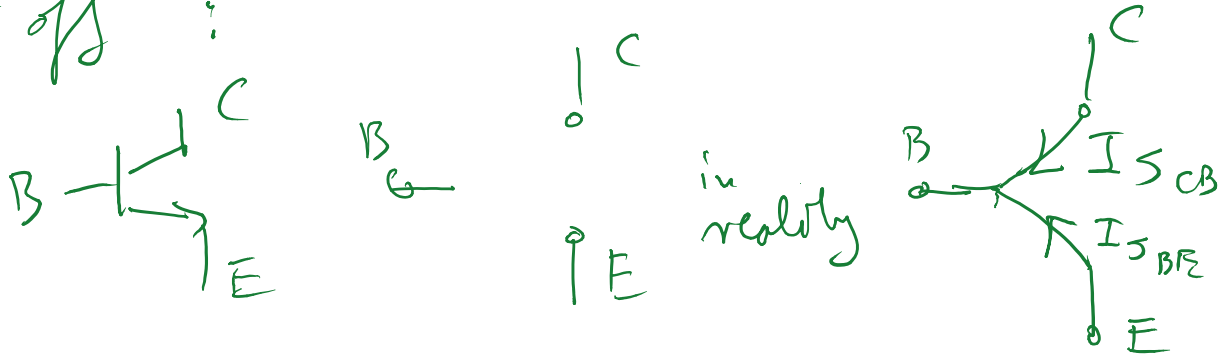 off :
B C E
B C E
in
reality
B C E
I S CB
I S BE